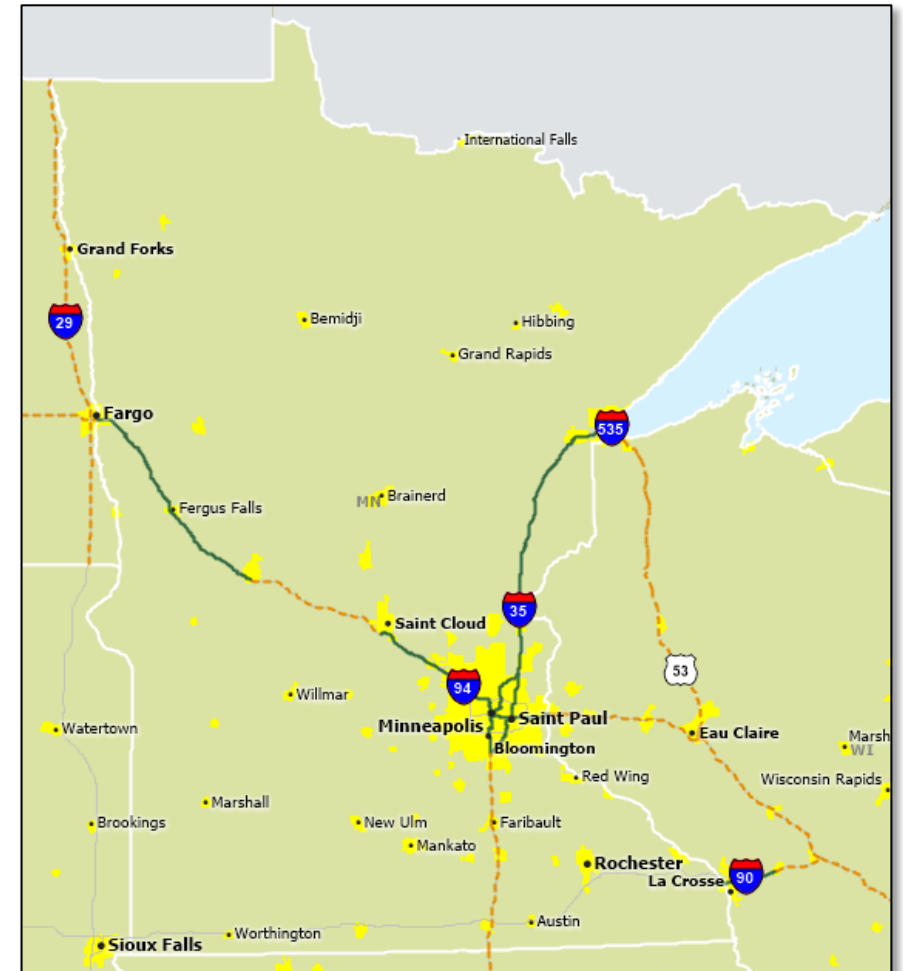 International Falls
Grand Forks
29
Bemidji
Hibbing
Grand Rapids
Fargo
535
MN
Brainerd
Fergus Falls
35
Saint Cloud
53
94
Willmar
Minneapolis
Saint Paul
Watertown
Eau Claire
Marsh
WI
Bloomington
Red Wing
Wisconsin Rapids
Marshall
Brookings
New Ulm
Faribault
Mankato
Rochester
La Crosse
90
Austin
Worthington
Sioux Falls